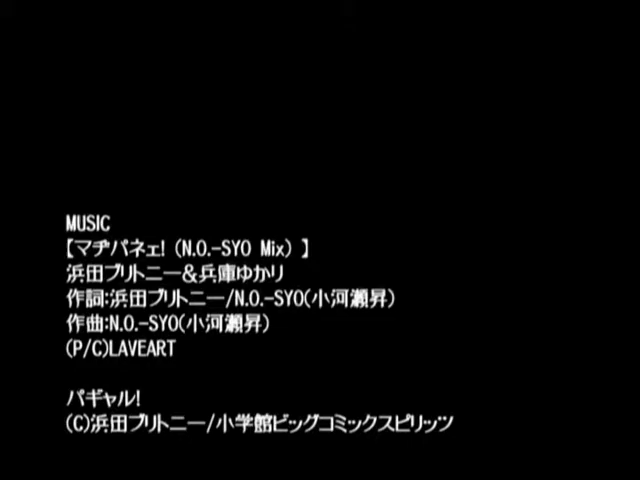 MUSIC
【マヂパネェ! (N.O.-SYO Mix) 】
浜田ブリトニー&兵庫ゆかり
作詞:浜田ブリトニー/N.O.-SYO(小河瀬昇)
作曲:N.O.-SYO(小河瀬昇)
(P/C)LAVEART
パギャル!
(C)浜田ブリトニー/小学館ビッグコミックスピリッツ